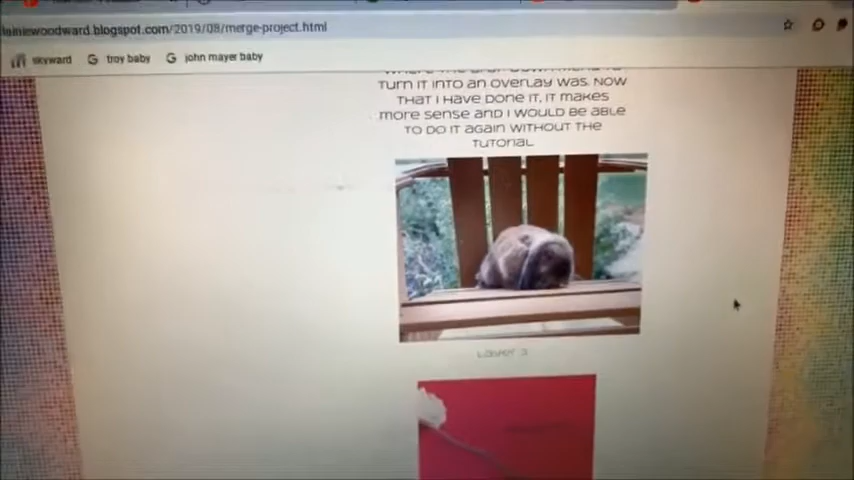 lainiewoodward.blogspot.com/2019/08/merge-project.html
skyward
troy baby
john mayer baby
TURN IT INTO AN OVERLAY WAS. NOW
THAT I HAVE DONE IT, IT MAKES
MORE SENSE AND I WOULD BE ABLE
TO DO IT AGAIN WITHOUT THE
TUTORIAL.